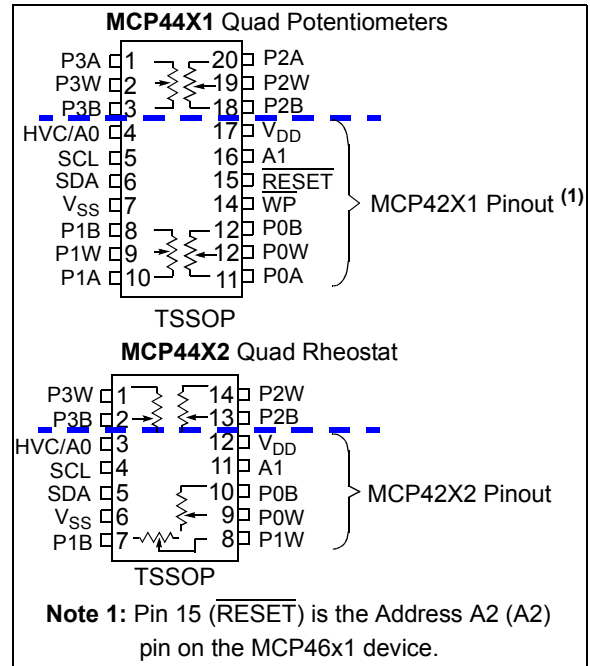 MCP44X1 Quad Potentiometers
P3A 1 20 P2A
P3W 2 19 P2W
P3B 3 18 P2B
HVC/A0 4 17 VDD
SCL 5 16 A1
SDA 6 15 RESET
VSS 7 14 WP
P1B 8 12 P0B
P1W 9 12 P0W
P1A 10 11 P0A
MCP42X1 Pinout (1)
TSSOP
MCP44X2 Quad Rheostat
P3W 1 14 P2W
P3B 2 13 P2B
HVC/A0 3 12 VDD
SCL 4 11 A1
SDA 5 10 P0B
VSS 6 9 P0W
P1B 7 8 P1W
MCP42X2 Pinout
TSSOP
Note 1: Pin 15 (RESET) is the Address A2 (A2)
pin on the MCP46x1 device.